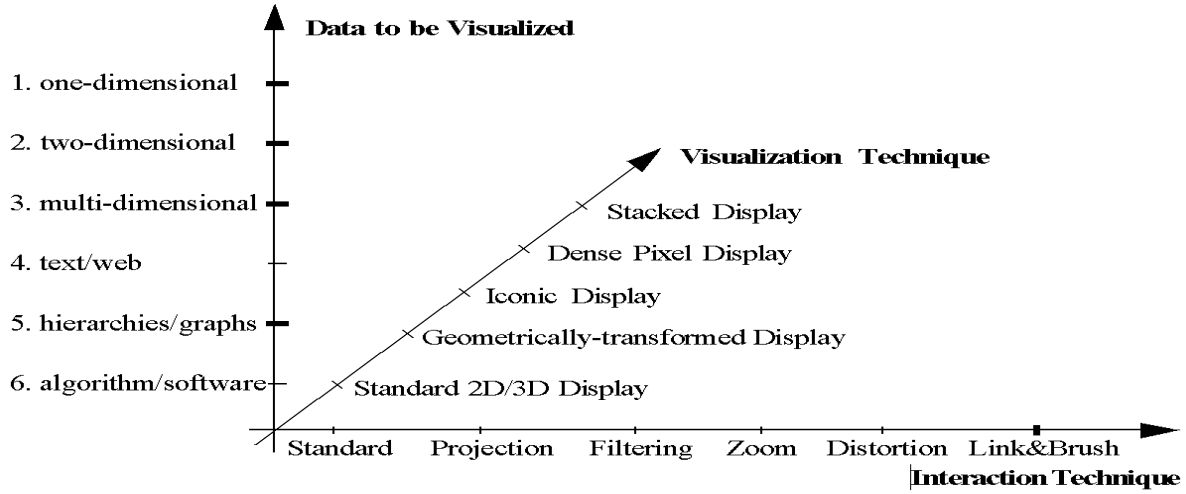 Data to be Visualized
1. one-dimensional
2. two-dimensional
Visualization Technique
3. multi-dimensional
Stacked Display
Dense Pixel Display
4. text/web
Iconic Display
5. hierarchies/graphs
Geometrically-transformed Display
6. algorithm/software
Standard 2D/3D Display
Standard Projection Filtering Zoom Distortion Link&Brush
Interaction Technique